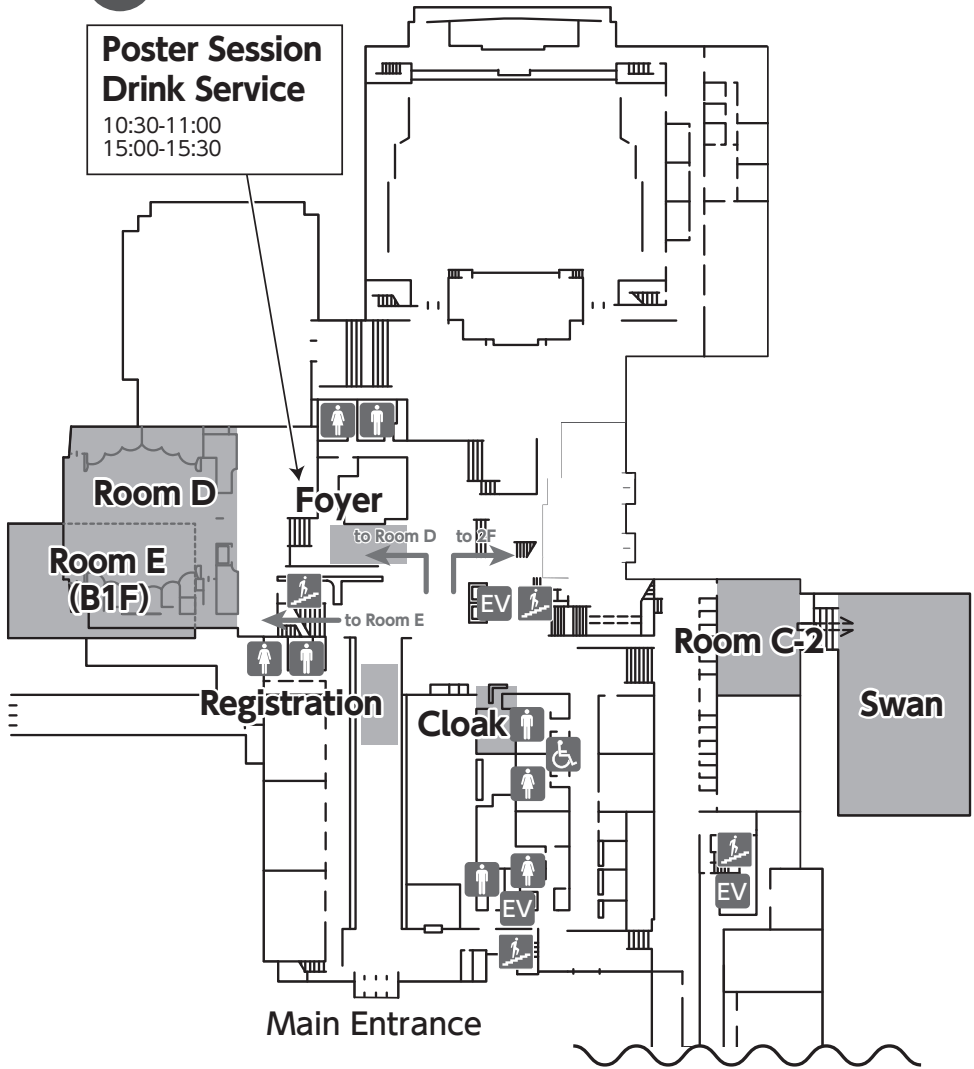 Poster Session
Drink Service
10:30-11:00
15:00-15:30
Room D
Foyer
to Room D
to 2F
Room E
(B1F)
EV
to Room E
Room C-2
Registration
Cloak
Swan
EV
EV
Main Entrance